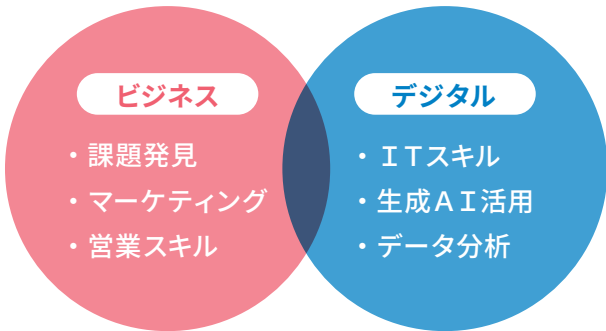 ビジネス
・課題発見
・マーケティング
・営業スキル
デジタル
・ＩＴスキル
・生成ＡＩ活用
・データ分析